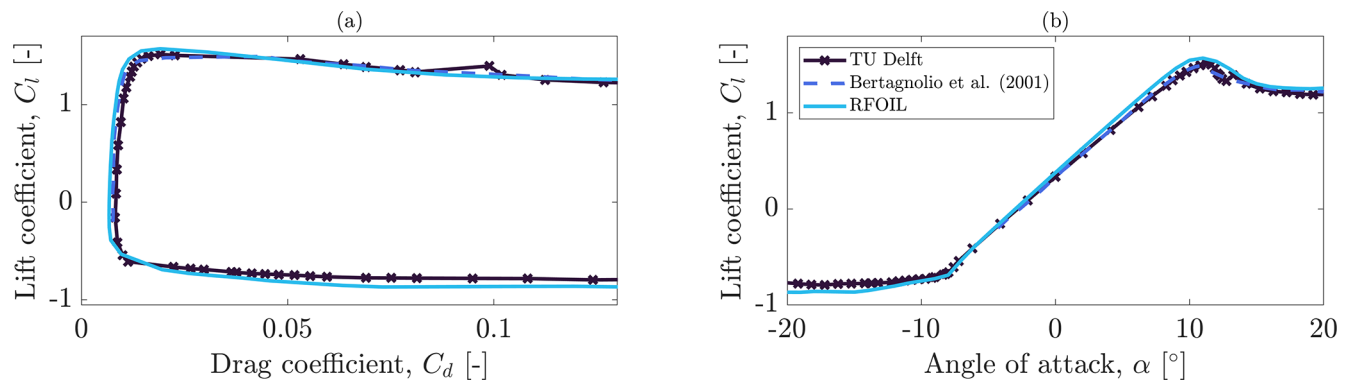 (a)
Lift coefficient, C_l [-]
1
0
-1
0
0.05
0.1
Drag coefficient, C_d [-]
(b)
Lift coefficient, C_l [-]
1
0
-1
TU Delft
Bertagnolio et al. (2001)
RFOIL
-20
-10
0
10
20
Angle of attack, α [°]